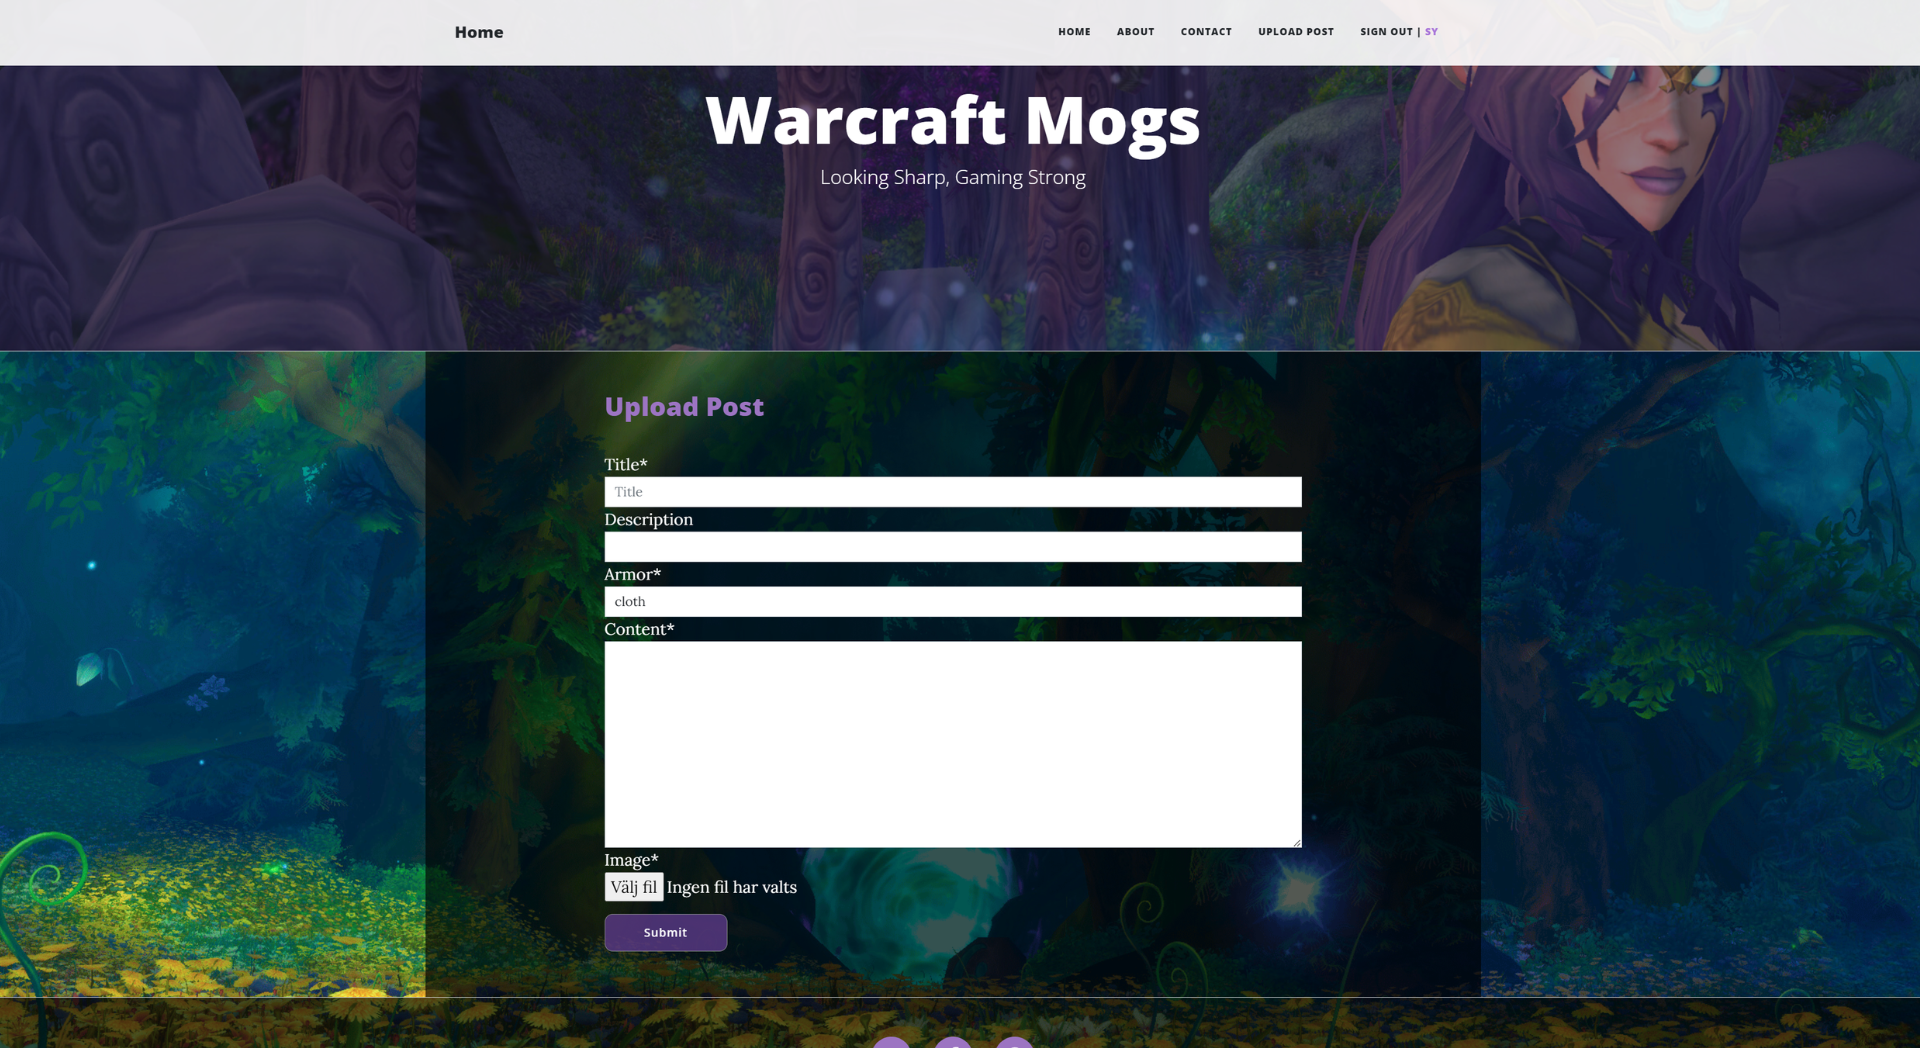 Home
HOME ABOUT CONTACT UPLOAD POST SIGN OUT | SY
Warcraft Mogs
Looking Sharp, Gaming Strong
Upload Post
Title*
Title
Description
Armor*
cloth
Content*
Image*
Välj fil Ingen fil har valts
Submit